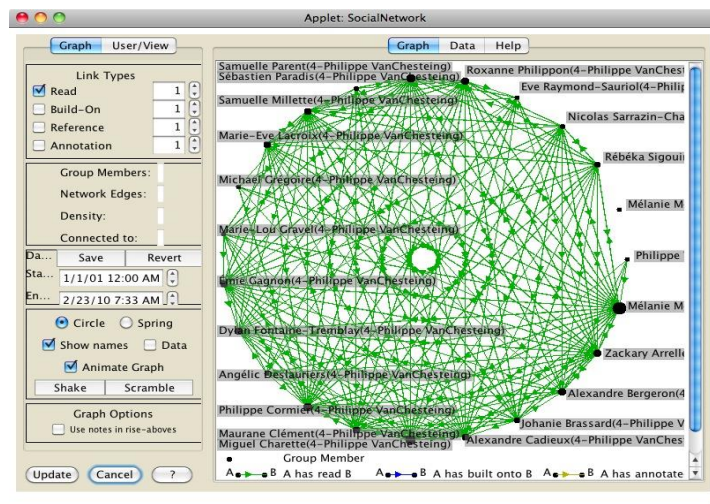 Applet: SocialNetwork
Graph User/View
Link Types
Read 1
Build-On 1
Reference 1
Annotation 1
Group Members:
Network Edges:
Density:
Connected to:
Da... Save Revert
Sta... 1/1/01 12:00 AM
En... 2/23/10 7:33 AM
Circle Spring
Show names Data
Animate Graph
Shake Scramble
Graph Options
Use notes in rise-aboves
Update Cancel ?
Graph Data Help
Samuelle Parent(4-Philippe VanChesteing)
Sébastien Paradis(4-Philippe VanChesteing)
Roxanne Philippon(4-Philippe VanChest
Eve Raymond-Sauriol(4-Philip
Samuelle Millette(4-Philippe VanChesteing)
Nicolas Sarrazin-Cha
Marie-Eve Lacroix(4-Philippe VanChesteing)
Rébéka Sigoui
Michael Grégoire(4-Philippe VanChesteing)
Mélanie M
Marie-Lou Gravel(4-Philippe VanChesteing)
Philippe
Emie Gagnon(4-Philippe VanChesteing)
Mélanie M
Dylan Fontaine-Tremblay(4-Philippe VanChesteing)
Zackary Arrelle
Angélic Deslauriers(4-Philippe VanChesteing)
Alexandre Bergeron(4
Philippe Cormier(4-Philippe VanChesteing)
Johanie Brassard(4-Philippe V
Maurane Clément(4-Philippe VanChesteing)
Miguel Charette(4-Philippe VanChesteing)
Alexandre Cadieux(4-Philippe VanChes
Group Member
A B A has read B A B A has built onto B A B A has annotate